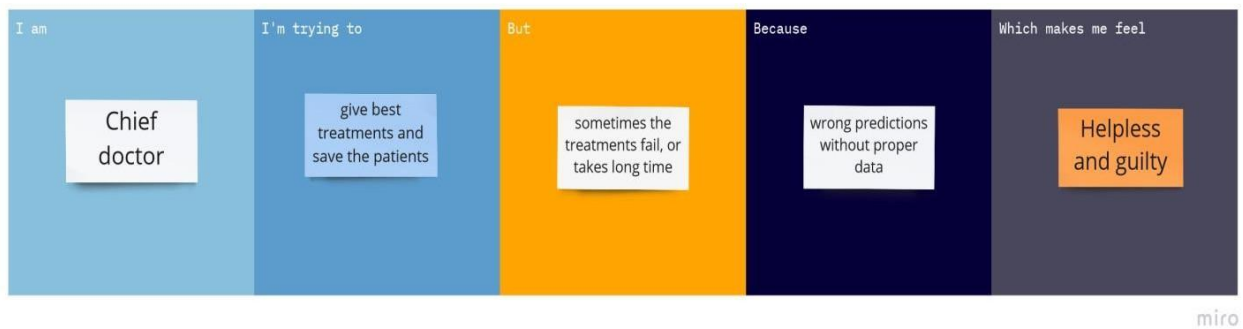 I am
I'm trying to
But
Because
Which makes me feel
Chief
doctor
give best
treatments and
save the patients
sometimes the
treatments fail, or
takes long time
wrong predictions
without proper
data
Helpless
and guilty
miro